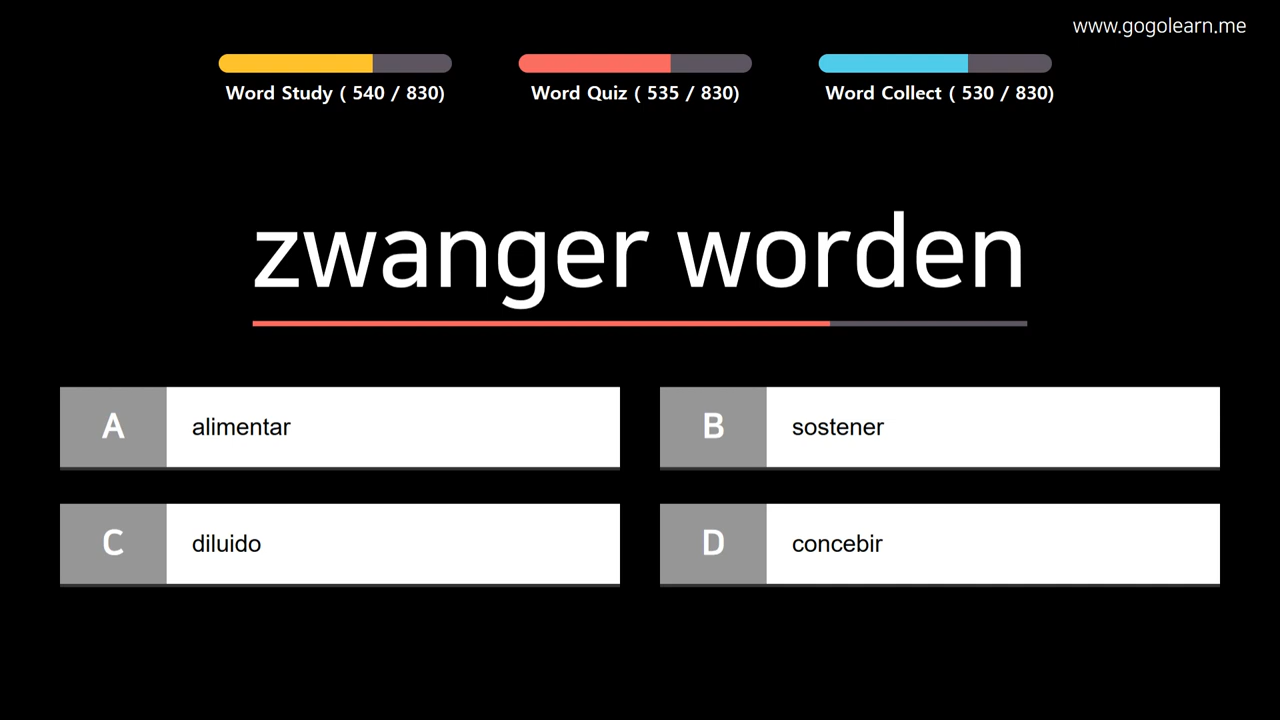 www.gogolearn.me
Word Study ( 540 / 830)
Word Quiz ( 535 / 830)
Word Collect ( 530 / 830)
zwanger worden
A alimentar
B sostener
C diluido
D concebir